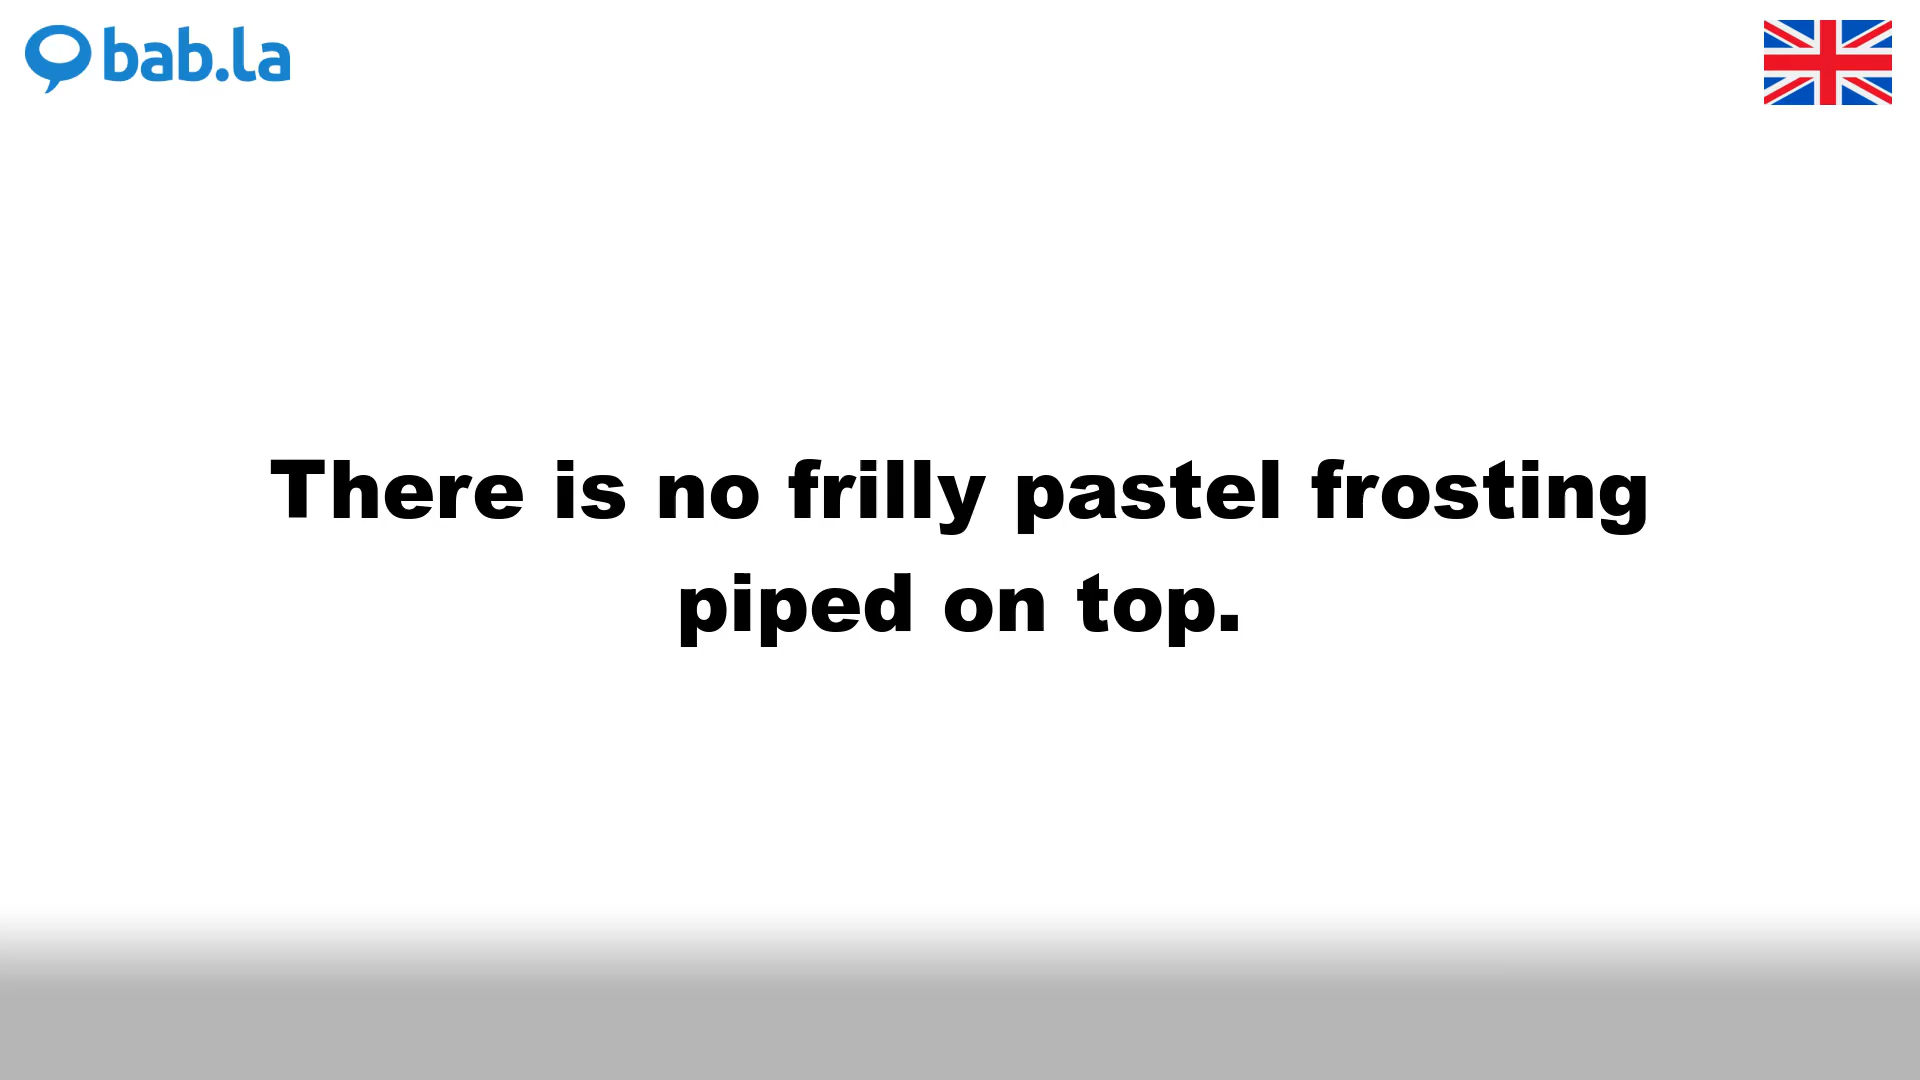 bab.la
There is no frilly pastel frosting
piped on top.